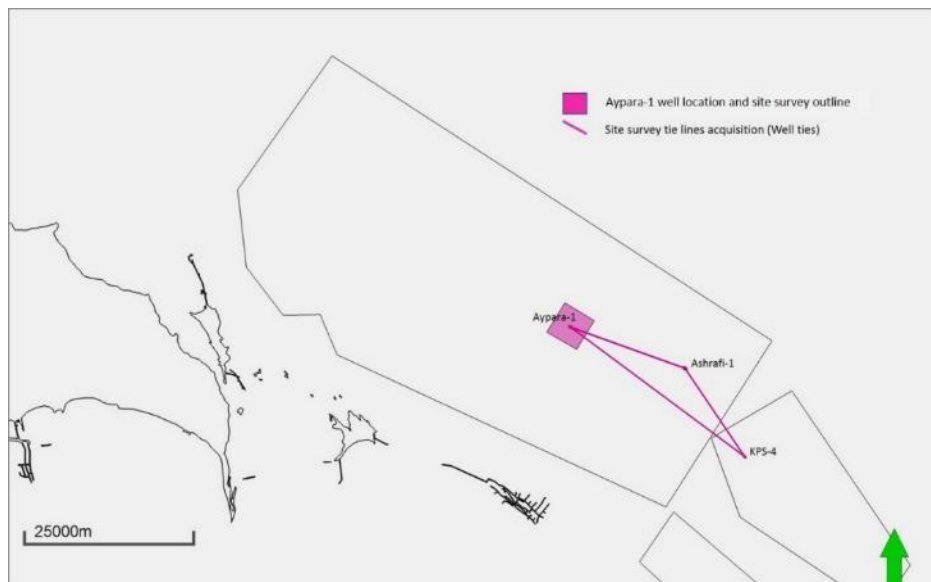 Aypara-1 well location and site survey outline
Site survey tie lines acquisition (Well ties)
Aypara-1
Ashrafi-1
KPS-4
25000m